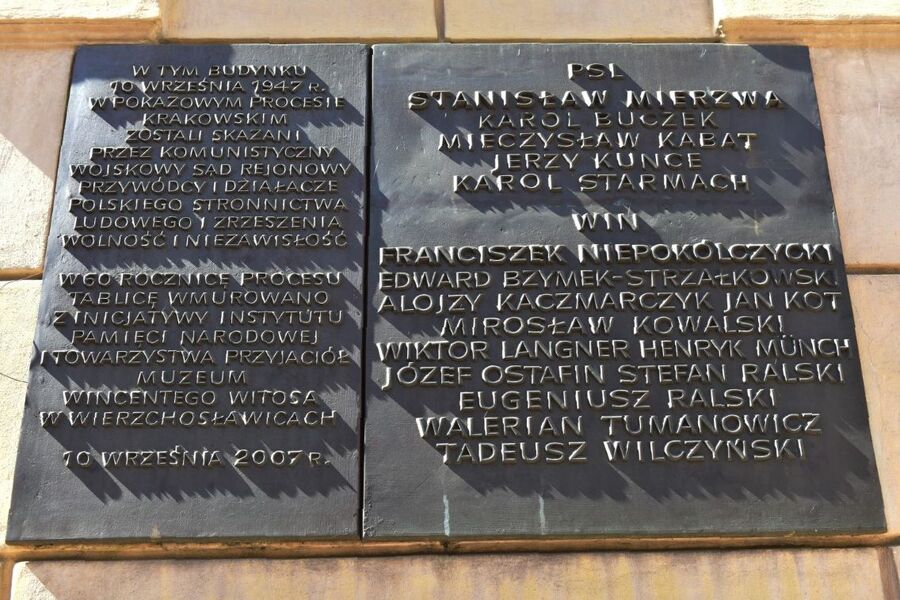 W TYM BUDYNKU
10 WRZEŚNIA 1947 R.
W POKAZOWYM PROCESIE
KRAKOWSKIM
ZOSTALI SKAZANI
PRZEZ KOMUNISTYCZNY
WOJSKOWY SĄD REJONOWY
PRZYWÓDCY I DZIAŁACZE
POLSKIEGO STRONNICTWA
LUDOWEGO I ZRZESZENIA
WOLNOŚĆ I NIEZAWISŁOŚĆ
W 60 ROCZNICĘ PROCESU
TABLICĘ WMUROWANO
Z INICJATYWY INSTYTUTU
PAMIĘCI NARODOWEJ
I TOWARZYSTWA PRZYJACIÓŁ
MUZEUM
WINCENTEGO WITOSA
W WIERZCHOSŁAWICACH
10 WRZEŚNIA 2007 R.
PSL
STANISŁAW MIERZWA
KAROL BUCZEK
MIECZYSŁAW KABAT
JERZY KUNCE
KAROL STARMACH
WIN
FRANCISZEK NIEPOKÓLCZYCKI
EDWARD BZYMEK-STRZAŁKOWSKI
ALOJZY KACZMARCZYK JAN KOT
MIROSŁAW KOWALSKI
WIKTOR LANGNER HENRYK MÜNCH
JÓZEF OSTAFIN STEFAN RALSKI
EUGENIUSZ RALSKI
WALERIAN TUMANOWICZ
TADEUSZ WILCZYŃSKI